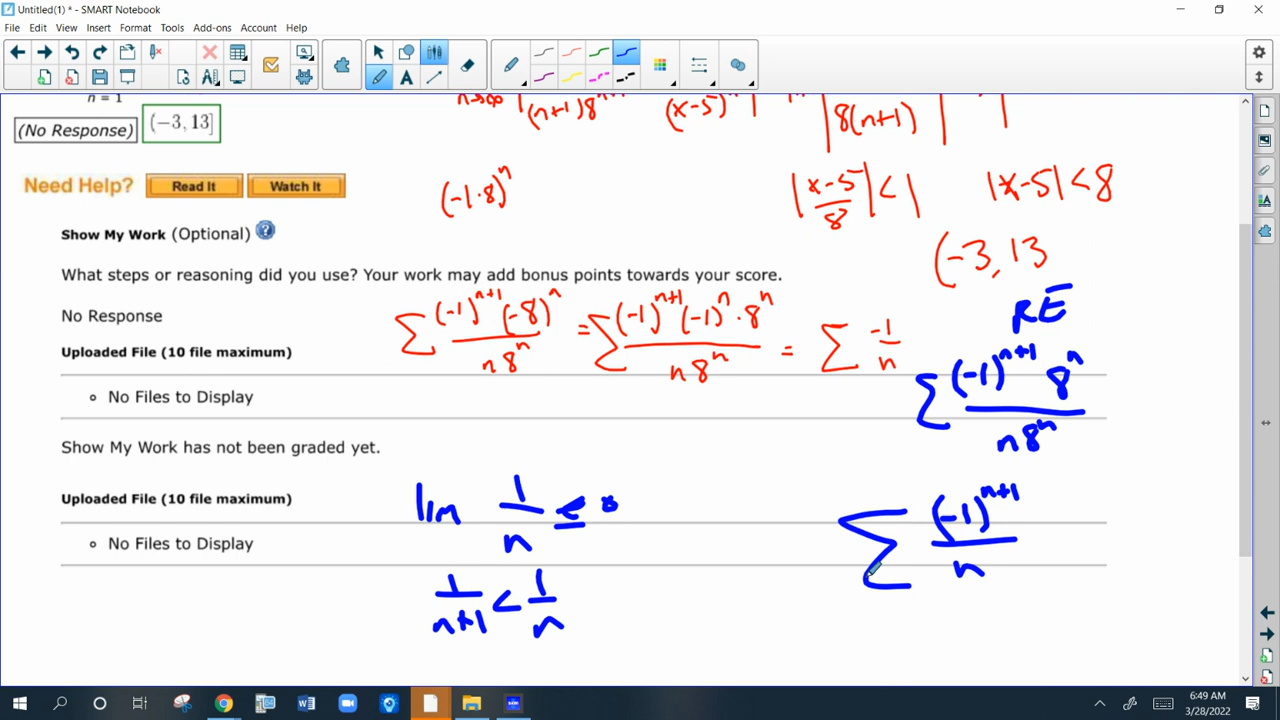 Untitled(1) * - SMART Notebook
File Edit View Insert Format Tools Add-ons Account Help
n = 1
(No Response) (−3, 13]
n→∞ (n+1)8 (x−5) |8(n+1)|
Need Help? Read It Watch It
(-1·8)^n |x−5/8| < 1 |x−5| < 8
Show My Work (Optional) ?
(−3, 13
What steps or reasoning did you use? Your work may add bonus points towards your score.
RE
No Response
∑ (-1)^{n+1} (-8)^n / n8^n = ∑ (-1)^{n+1} (-1)^n · 8^n / n8^n = ∑ -1/n
Uploaded File (10 file maximum)
∑ (-1)^{n+1} 8^n / n8^n
No Files to Display
Show My Work has not been graded yet.
Uploaded File (10 file maximum)
lim 1/n
∑ (-1)^{n+1} / n
No Files to Display
1/n+1 < 1/n
6:49 AM
3/28/2022